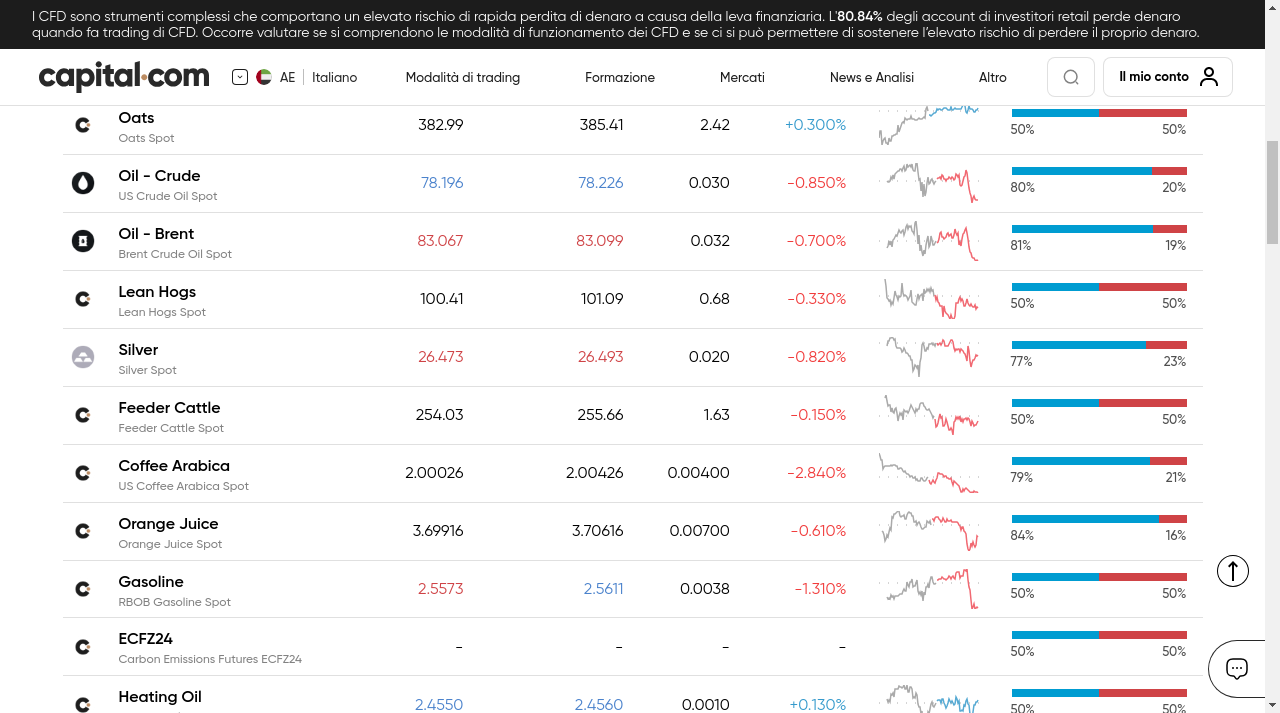 I CFD sono strumenti complessi che comportano un elevato rischio di rapida perdita di denaro a causa della leva finanziaria. L'80.84% degli account di investitori retail perde denaro
quando fa trading di CFD. Occorre valutare se si comprendono le modalità di funzionamento dei CFD e se ci si può permettere di sostenere l’elevato rischio di perdere il proprio denaro.
capital.com AE Italiano Modalità di trading Formazione Mercati News e Analisi Altro Il mio conto
Oats 382.99 385.41 2.42 +0.300%
Oats Spot 50% 50%
Oil - Crude 78.196 78.226 0.030 -0.850%
US Crude Oil Spot 80% 20%
Oil - Brent 83.067 83.099 0.032 -0.700%
Brent Crude Oil Spot 81% 19%
Lean Hogs 100.41 101.09 0.68 -0.330%
Lean Hogs Spot 50% 50%
Silver 26.473 26.493 0.020 -0.820%
Silver Spot 77% 23%
Feeder Cattle 254.03 255.66 1.63 -0.150%
Feeder Cattle Spot 50% 50%
Coffee Arabica 2.00026 2.00426 0.00400 -2.840%
US Coffee Arabica Spot 79% 21%
Orange Juice 3.69916 3.70616 0.00700 -0.610%
Orange Juice Spot 84% 16%
Gasoline 2.5573 2.5611 0.0038 -1.310%
RBOB Gasoline Spot 50% 50%
ECFZ24 - - - -
Carbon Emissions Futures ECFZ24 50% 50%
Heating Oil 2.4550 2.4560 0.0010 +0.130%
50% 50%